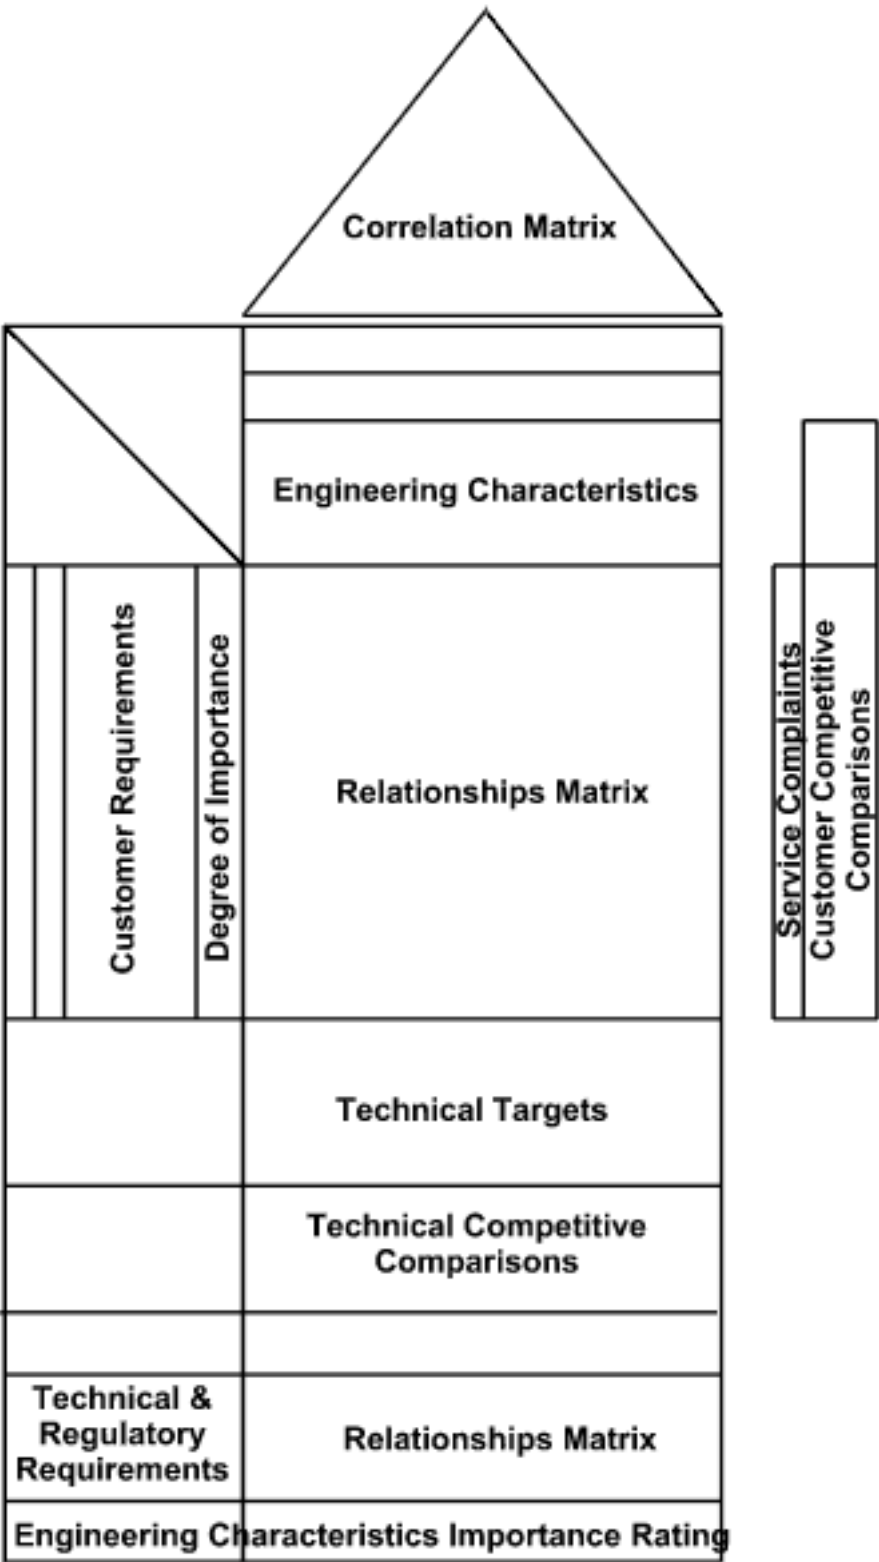 Correlation Matrix
Engineering Characteristics
Customer Requirements
Degree of Importance
Relationships Matrix
Service Complaints
Customer Competitive
Comparisons
Technical Targets
Technical Competitive
Comparisons
Technical &
Regulatory
Requirements
Relationships Matrix
Engineering Characteristics Importance Rating